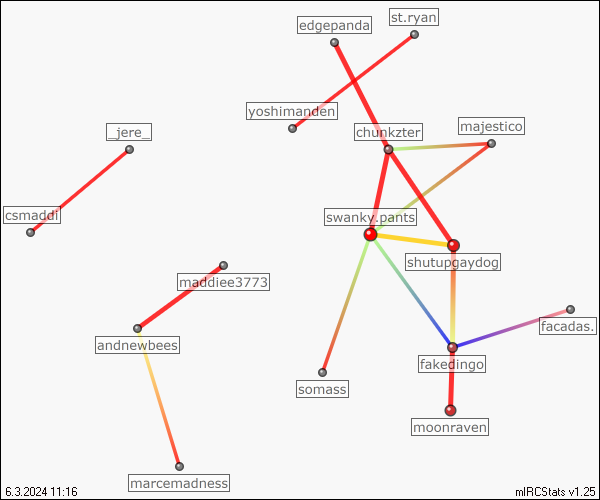 st.ryan
edgepanda
yoshimanden
majestico
_jere_
chunkzter
csmaddi
swanky.pants
shutupgaydog
maddiee3773
facadas.
andnewbees
fakedingo
somass
moonraven
marcemadness
6.3.2024 11:16
mIRCStats v1.25